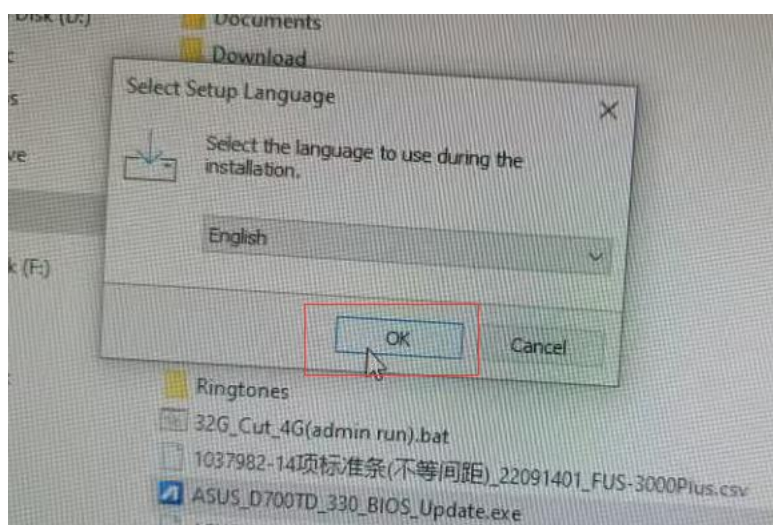 Disk (D:)
Documents
Download
Select Setup Language
Select the language to use during the
installation.
English
k (F:)
OK
Cancel
Ringtones
32G_Cut_4G(admin run).bat
1037982-14项标准条(不等间距)_22091401_FUS-3000Plus.csv
ASUS_D700TD_330_BIOS_Update.exe